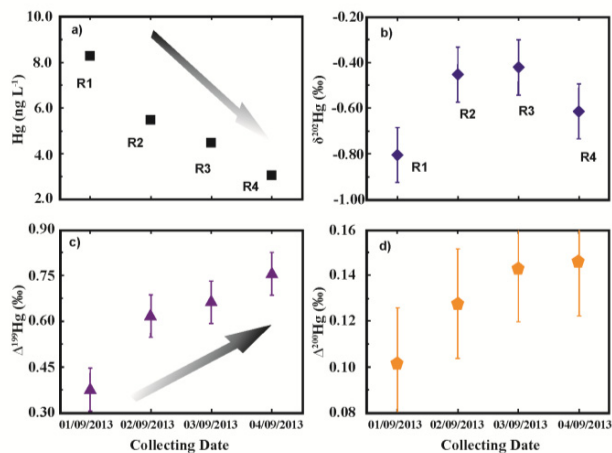 a)
Hg (ng L⁻¹)
10.0
8.0
6.0
4.0
2.0
R1
R2
R3
R4
b)
δ²⁰²Hg (‰)
-0.20
-0.40
-0.60
-0.80
-1.00
R1
R2
R3
R4
c)
Δ¹⁹⁹Hg (‰)
0.90
0.75
0.60
0.45
0.30
01/09/2013 02/09/2013 03/09/2013 04/09/2013
Collecting Date
d)
Δ²⁰⁰Hg (‰)
0.16
0.14
0.12
0.10
0.08
01/09/2013 02/09/2013 03/09/2013 04/09/2013
Collecting Date